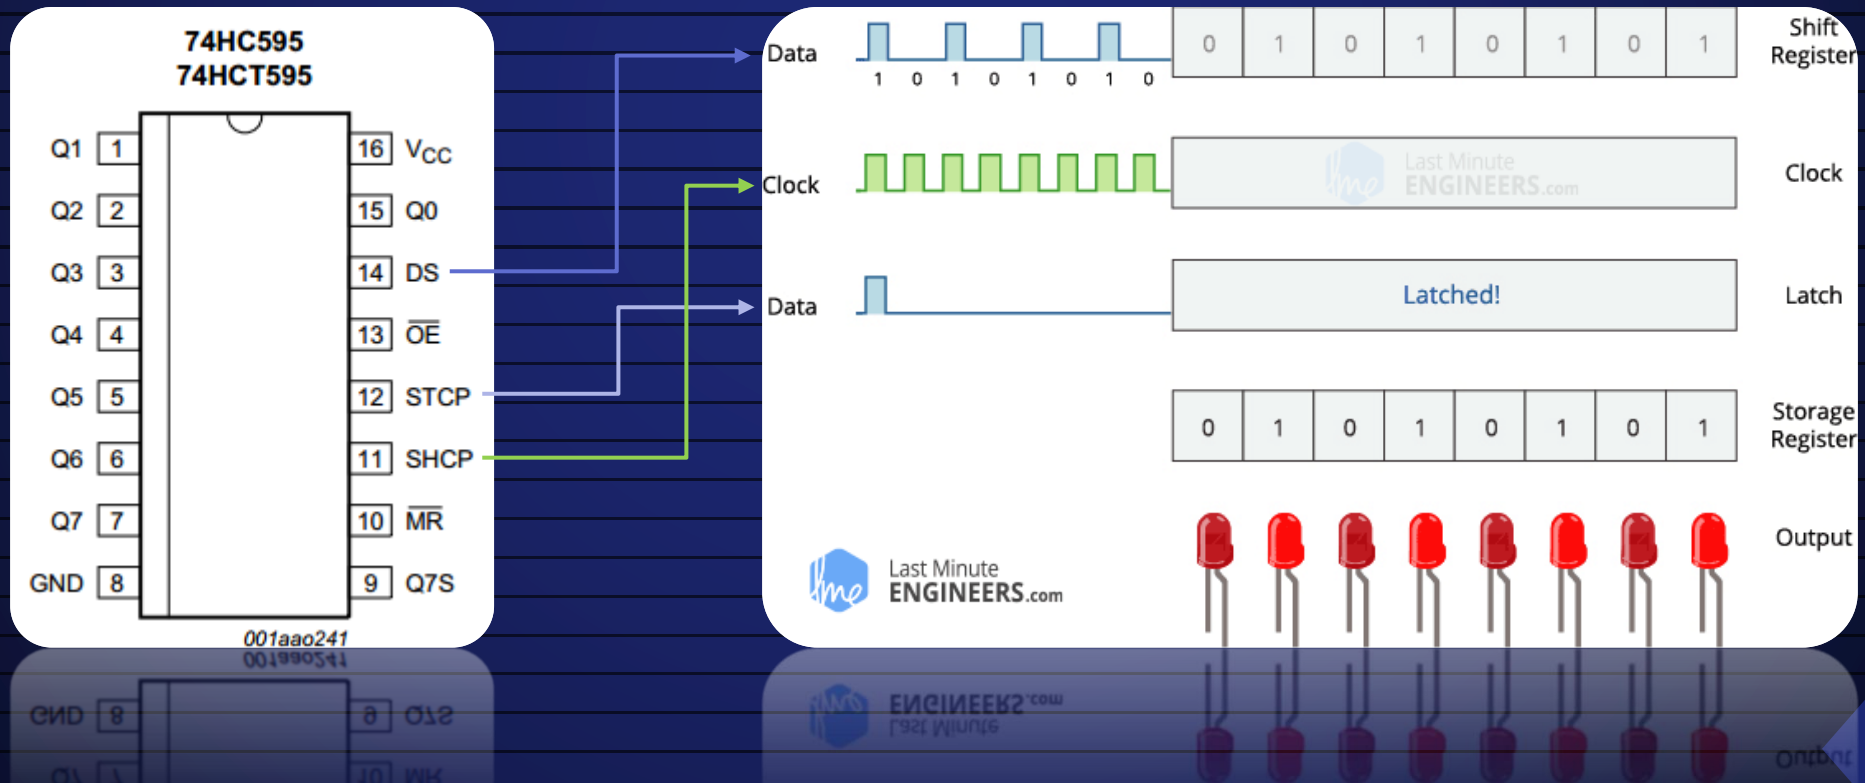 74HC595
74HCT595
Q1 1
Q2 2
Q3 3
Q4 4
Q5 5
Q6 6
Q7 7
GND 8
16 VCC
15 Q0
14 DS
13 O̅E̅
12 STCP
11 SHCP
10 M̅R̅
9 Q7S
001aao241
Data
1 0 1 0 1 0 1 0
0 1 0 1 0 1 0 1
Shift
Register
Clock
Last Minute
ENGINEERS.com
Clock
Data
Latched!
Latch
0 1 0 1 0 1 0 1
Storage
Register
Output
lme
Last Minute
ENGINEERS.com